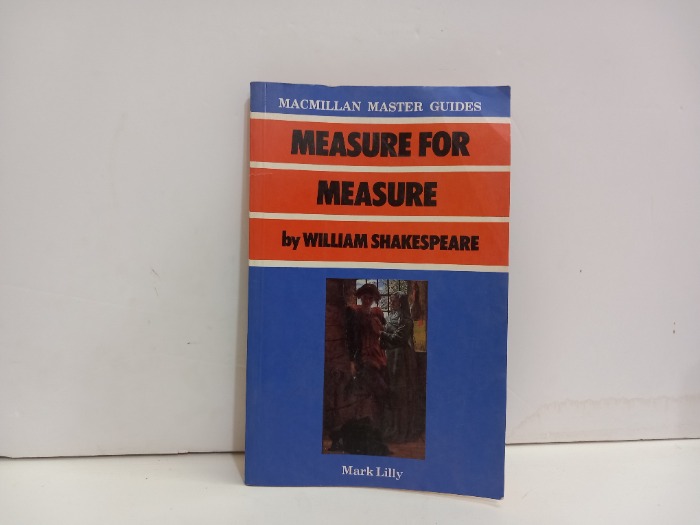 MACMILLAN MASTER GUIDES
MEASURE FOR
MEASURE
by WILLIAM SHAKESPEARE
Mark Lilly